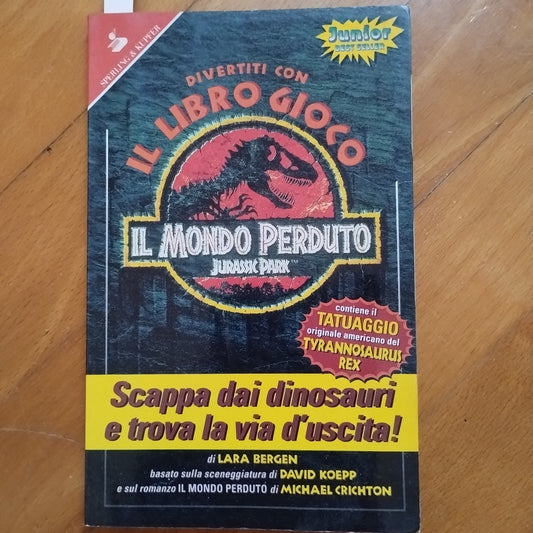 SPERLING & KUPFER
Junior
BEST SELLER
DIVERTITI CON
IL LIBRO GIOCO
IL MONDO PERDUTO
JURASSIC PARK™
contiene il
TATUAGGIO
originale americano del
TYRANNOSAURUS
REX
Scappa dai dinosauri
e trova la via d'uscita!
di LARA BERGEN
basato sulla sceneggiatura di DAVID KOEPP
e sul romanzo IL MONDO PERDUTO di MICHAEL CRICHTON